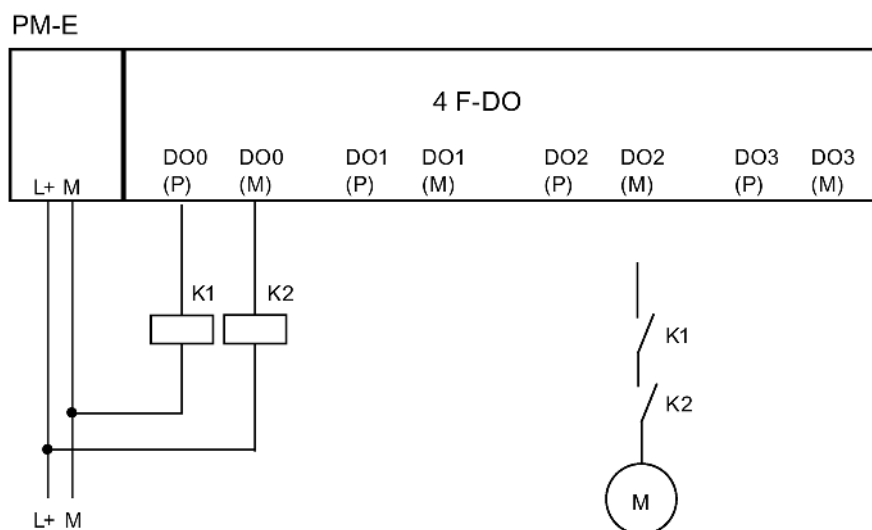 PM-E
4 F-DO
DO0 DO0 DO1 DO1 DO2 DO2 DO3 DO3
L+ M (P) (M) (P) (M) (P) (M) (P) (M)
K1 K2
K1
K2
M
L+ M